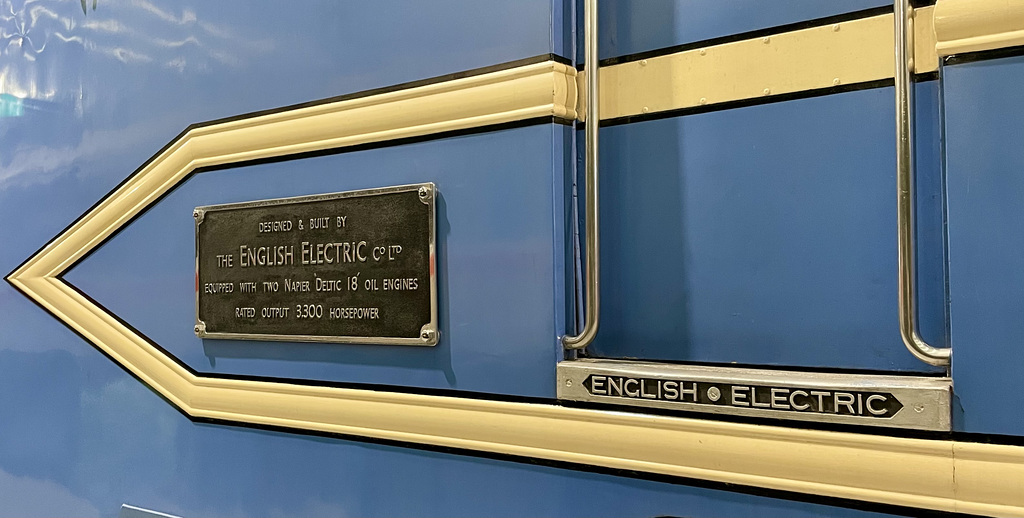 DESIGNED & BUILT BY
THE ENGLISH ELECTRIC CO LTD
EQUIPPED WITH TWO NAPIER 'DELTIC 18' OIL ENGINES
RATED OUTPUT 3,300 HORSEPOWER
ENGLISH ELECTRIC